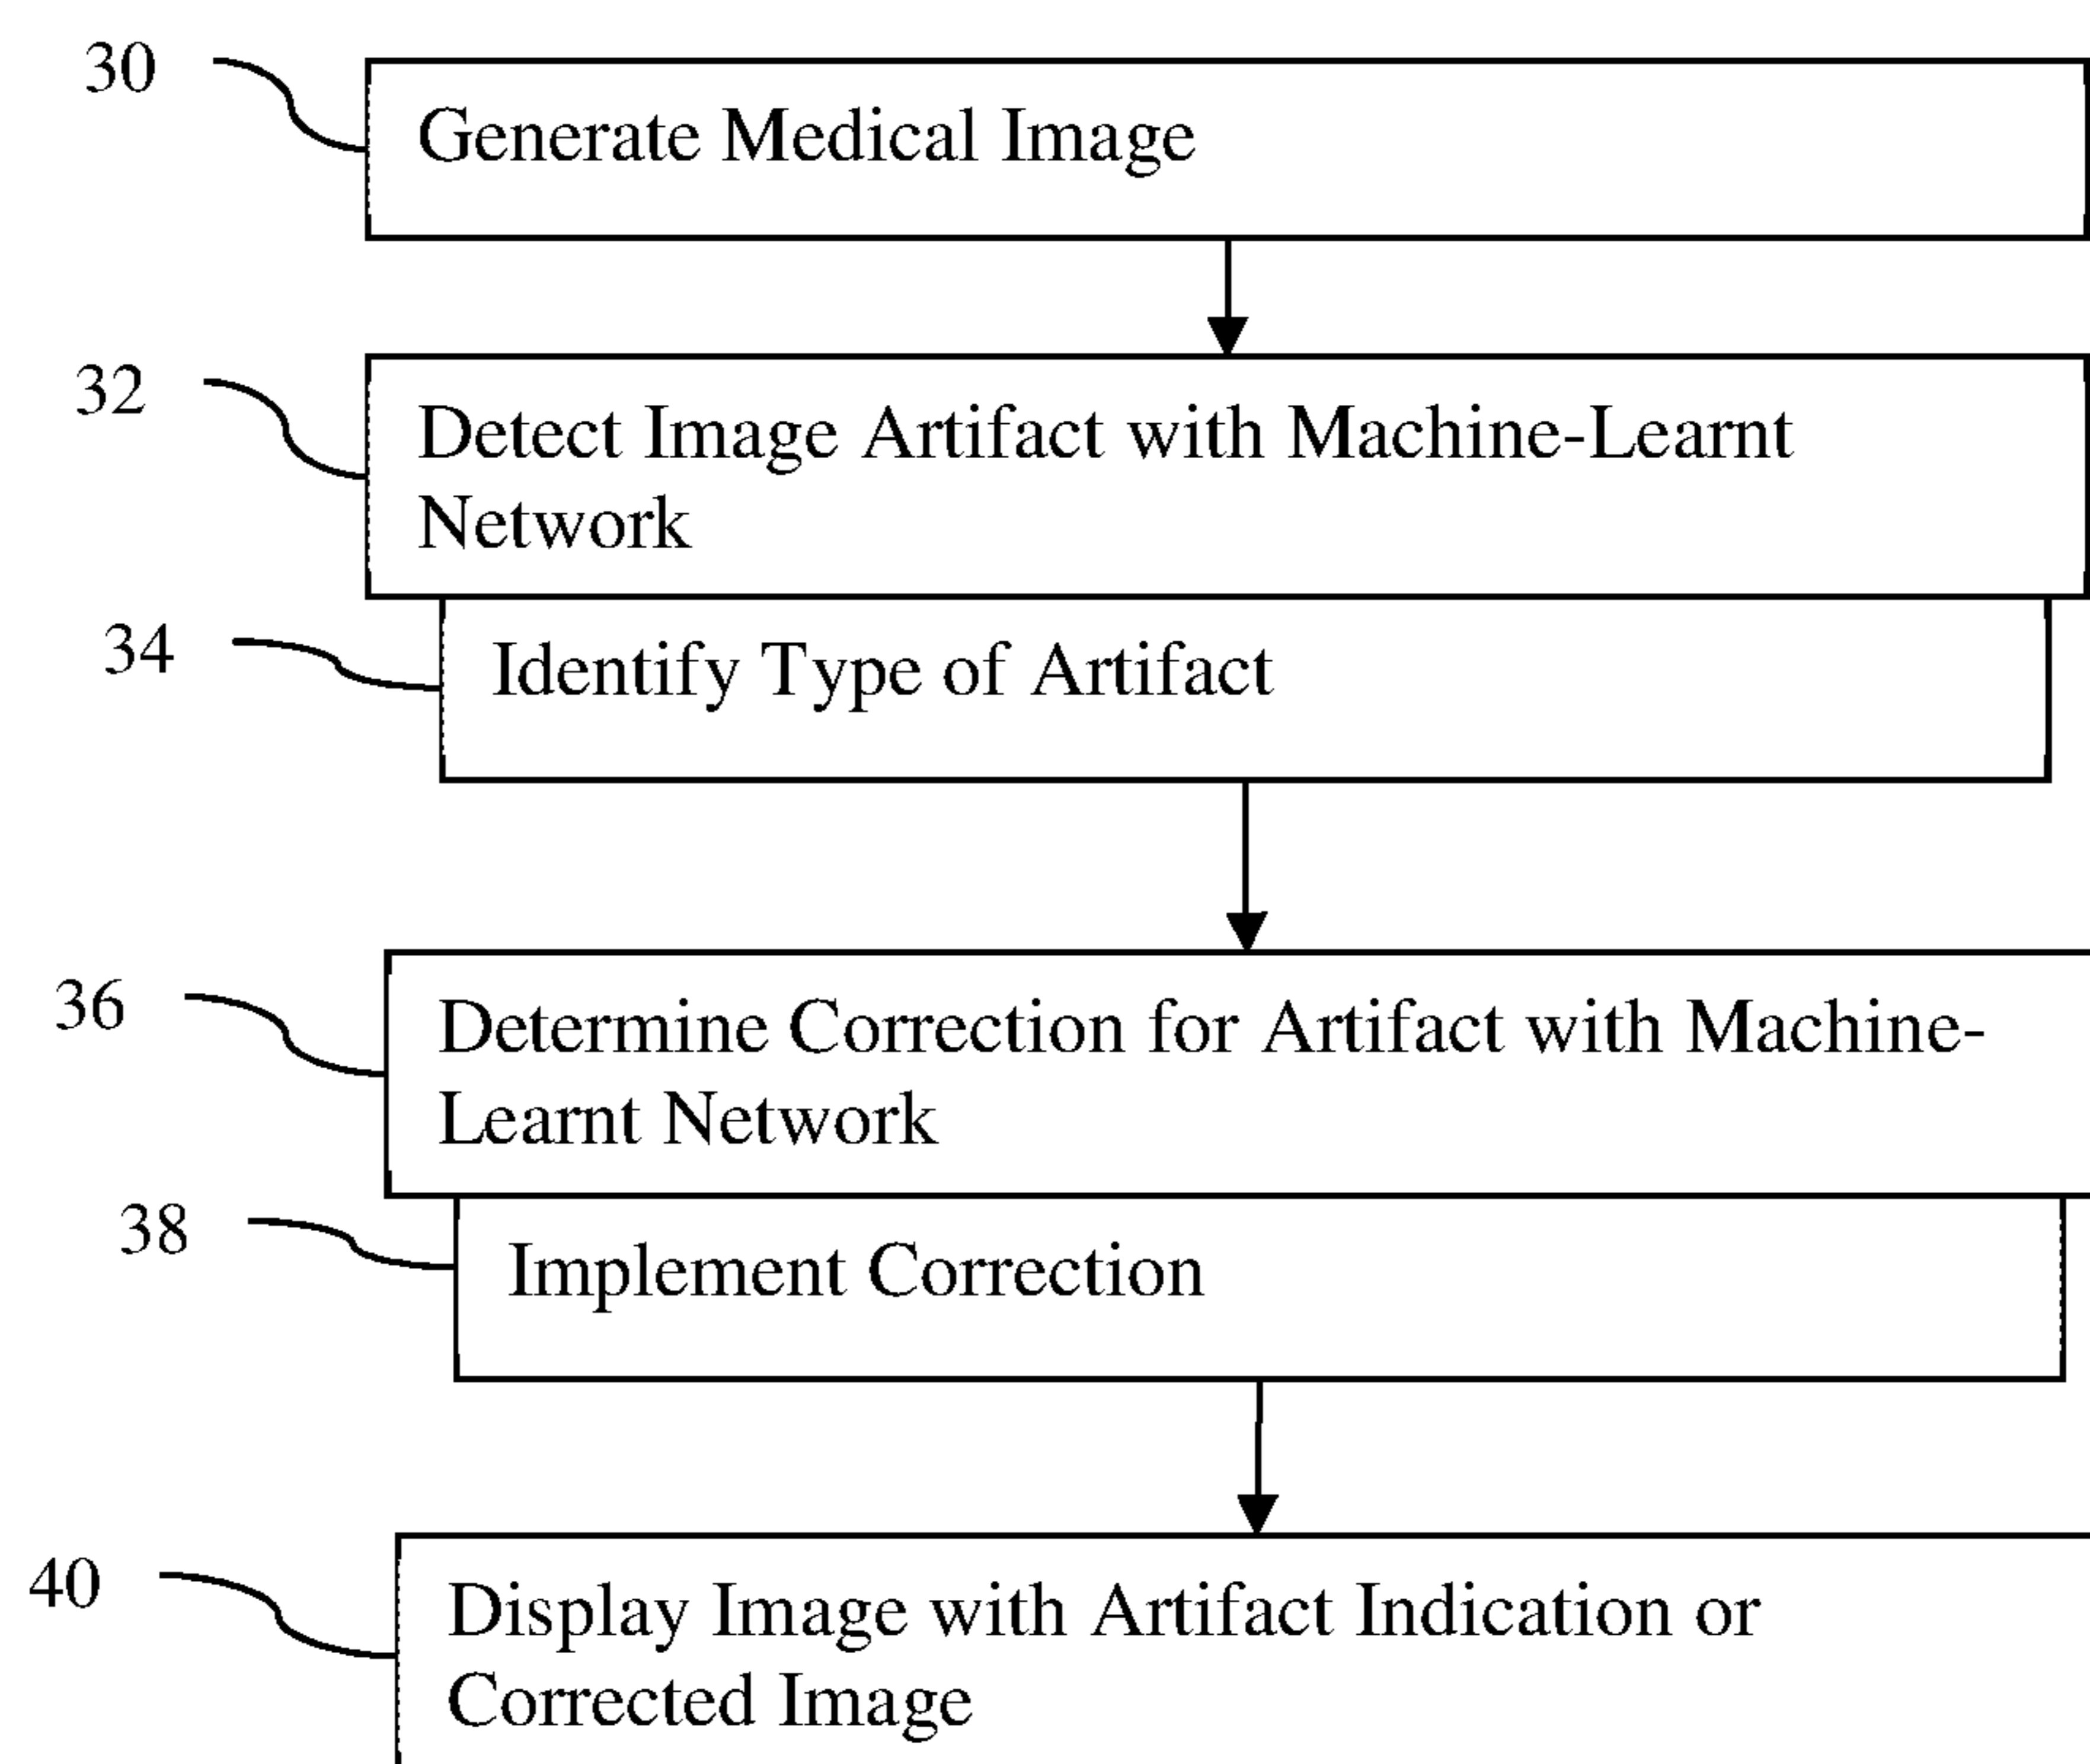 30
Generate Medical Image
32
Detect Image Artifact with Machine-Learnt
Network
34
Identify Type of Artifact
36
Determine Correction for Artifact with Machine-
Learnt Network
38
Implement Correction
40
Display Image with Artifact Indication or
Corrected Image